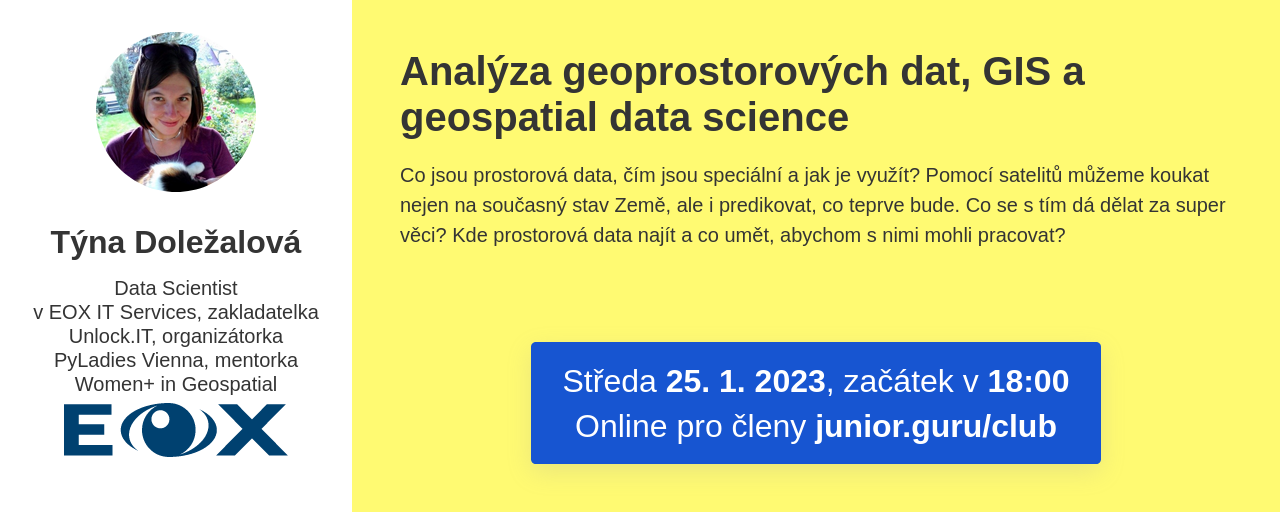 Týna Doležalová
Data Scientist
v EOX IT Services, zakladatelka
Unlock.IT, organizátorka
PyLadies Vienna, mentorka
Women+ in Geospatial
EOX
Analýza geoprostorových dat, GIS a
geospatial data science
Co jsou prostorová data, čím jsou speciální a jak je využít? Pomocí satelitů můžeme koukat
nejen na současný stav Země, ale i predikovat, co teprve bude. Co se s tím dá dělat za super
věci? Kde prostorová data najít a co umět, abychom s nimi mohli pracovat?
Středa 25. 1. 2023, začátek v 18:00
Online pro členy junior.guru/club